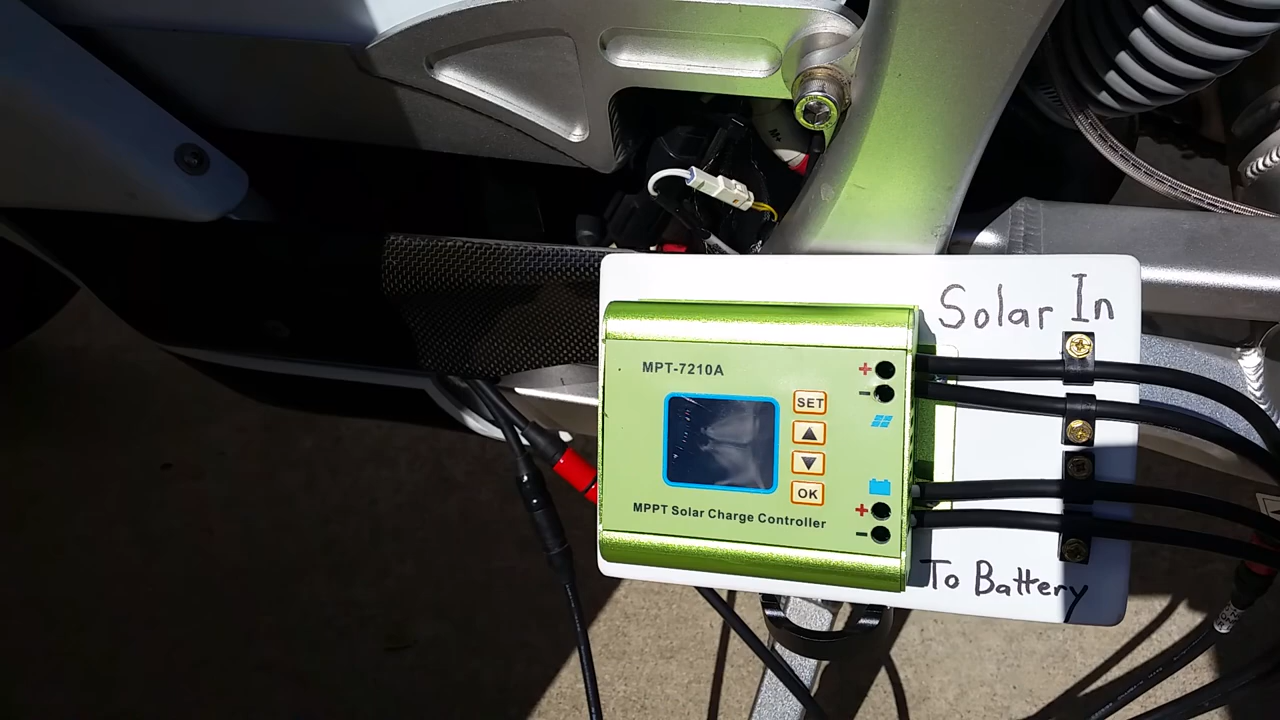 Solar In
MPT-7210A
SET
OK
MPPT Solar Charge Controller
To Battery
M+